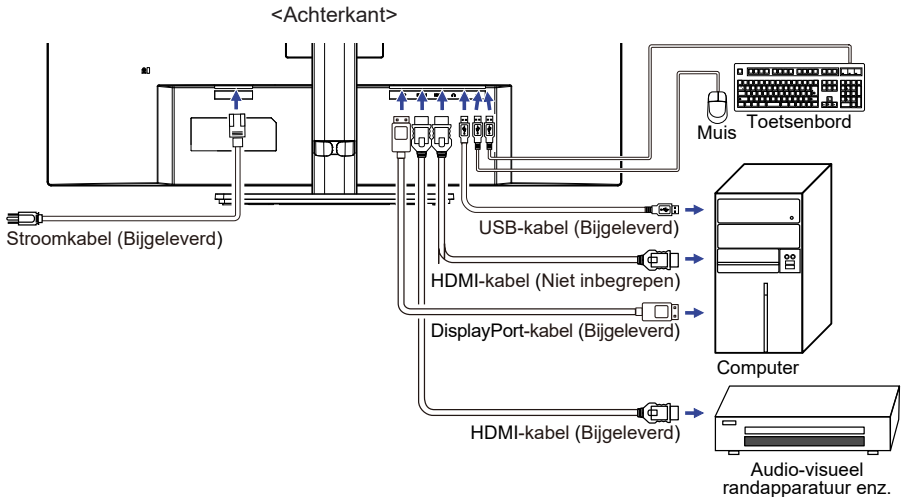 <Achterkant>
Muis
Toetsenbord
Stroomkabel (Bijgeleverd)
USB-kabel (Bijgeleverd)
HDMI-kabel (Niet inbegrepen)
DisplayPort-kabel (Bijgeleverd)
Computer
HDMI-kabel (Bijgeleverd)
Audio-visueel
randapparatuur enz.